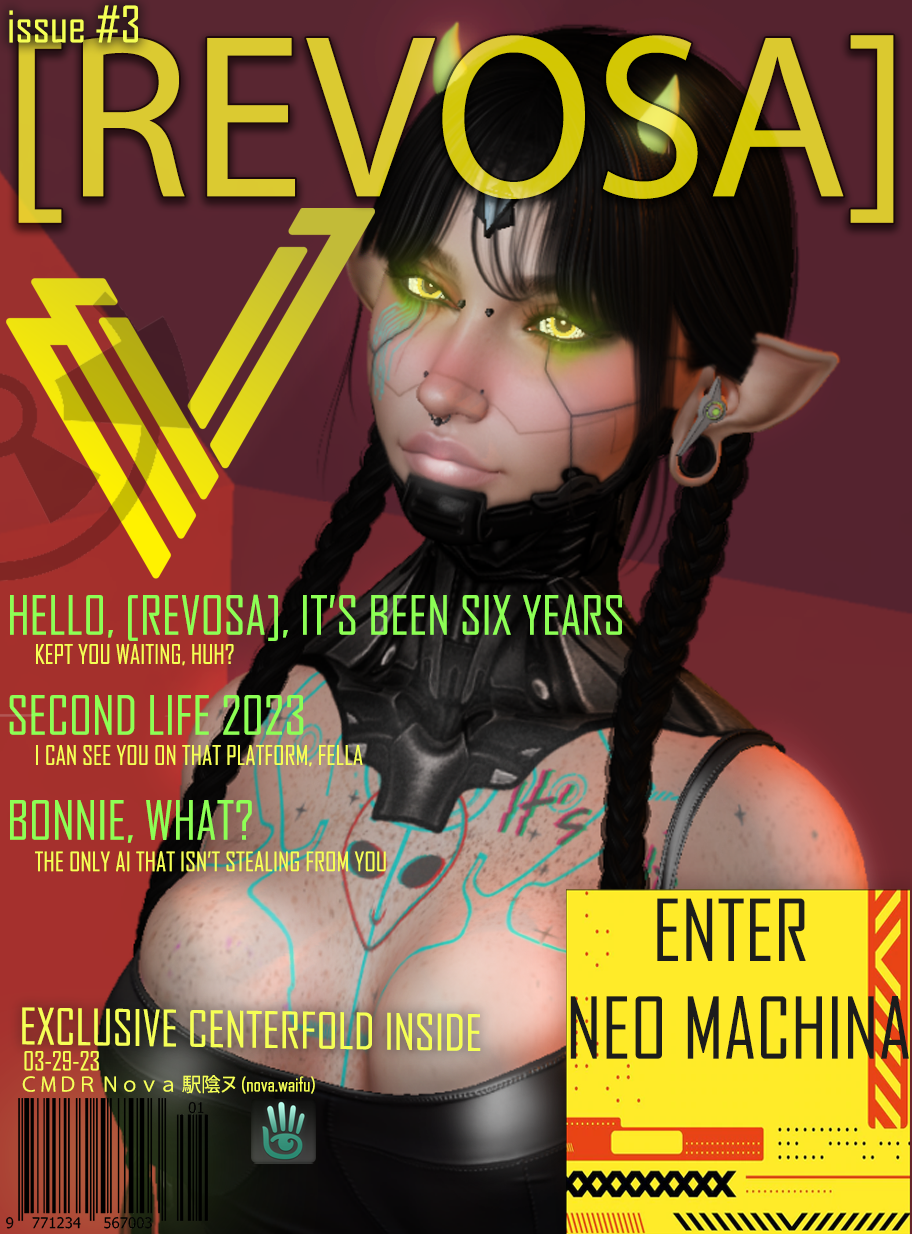 issue #3
[REVOSA]
HELLO, [REVOSA], IT'S BEEN SIX YEARS
KEPT YOU WAITING, HUH?
SECOND LIFE 2023
I CAN SEE YOU ON THAT PLATFORM, FELLA
BONNIE, WHAT?
THE ONLY AI THAT ISN'T STEALING FROM YOU
EXCLUSIVE CENTERFOLD INSIDE
03-29-23
CMDR Nova 駅陰ヌ (nova.waifu)
01
9 771234 567003
ENTER
NEO MACHINA